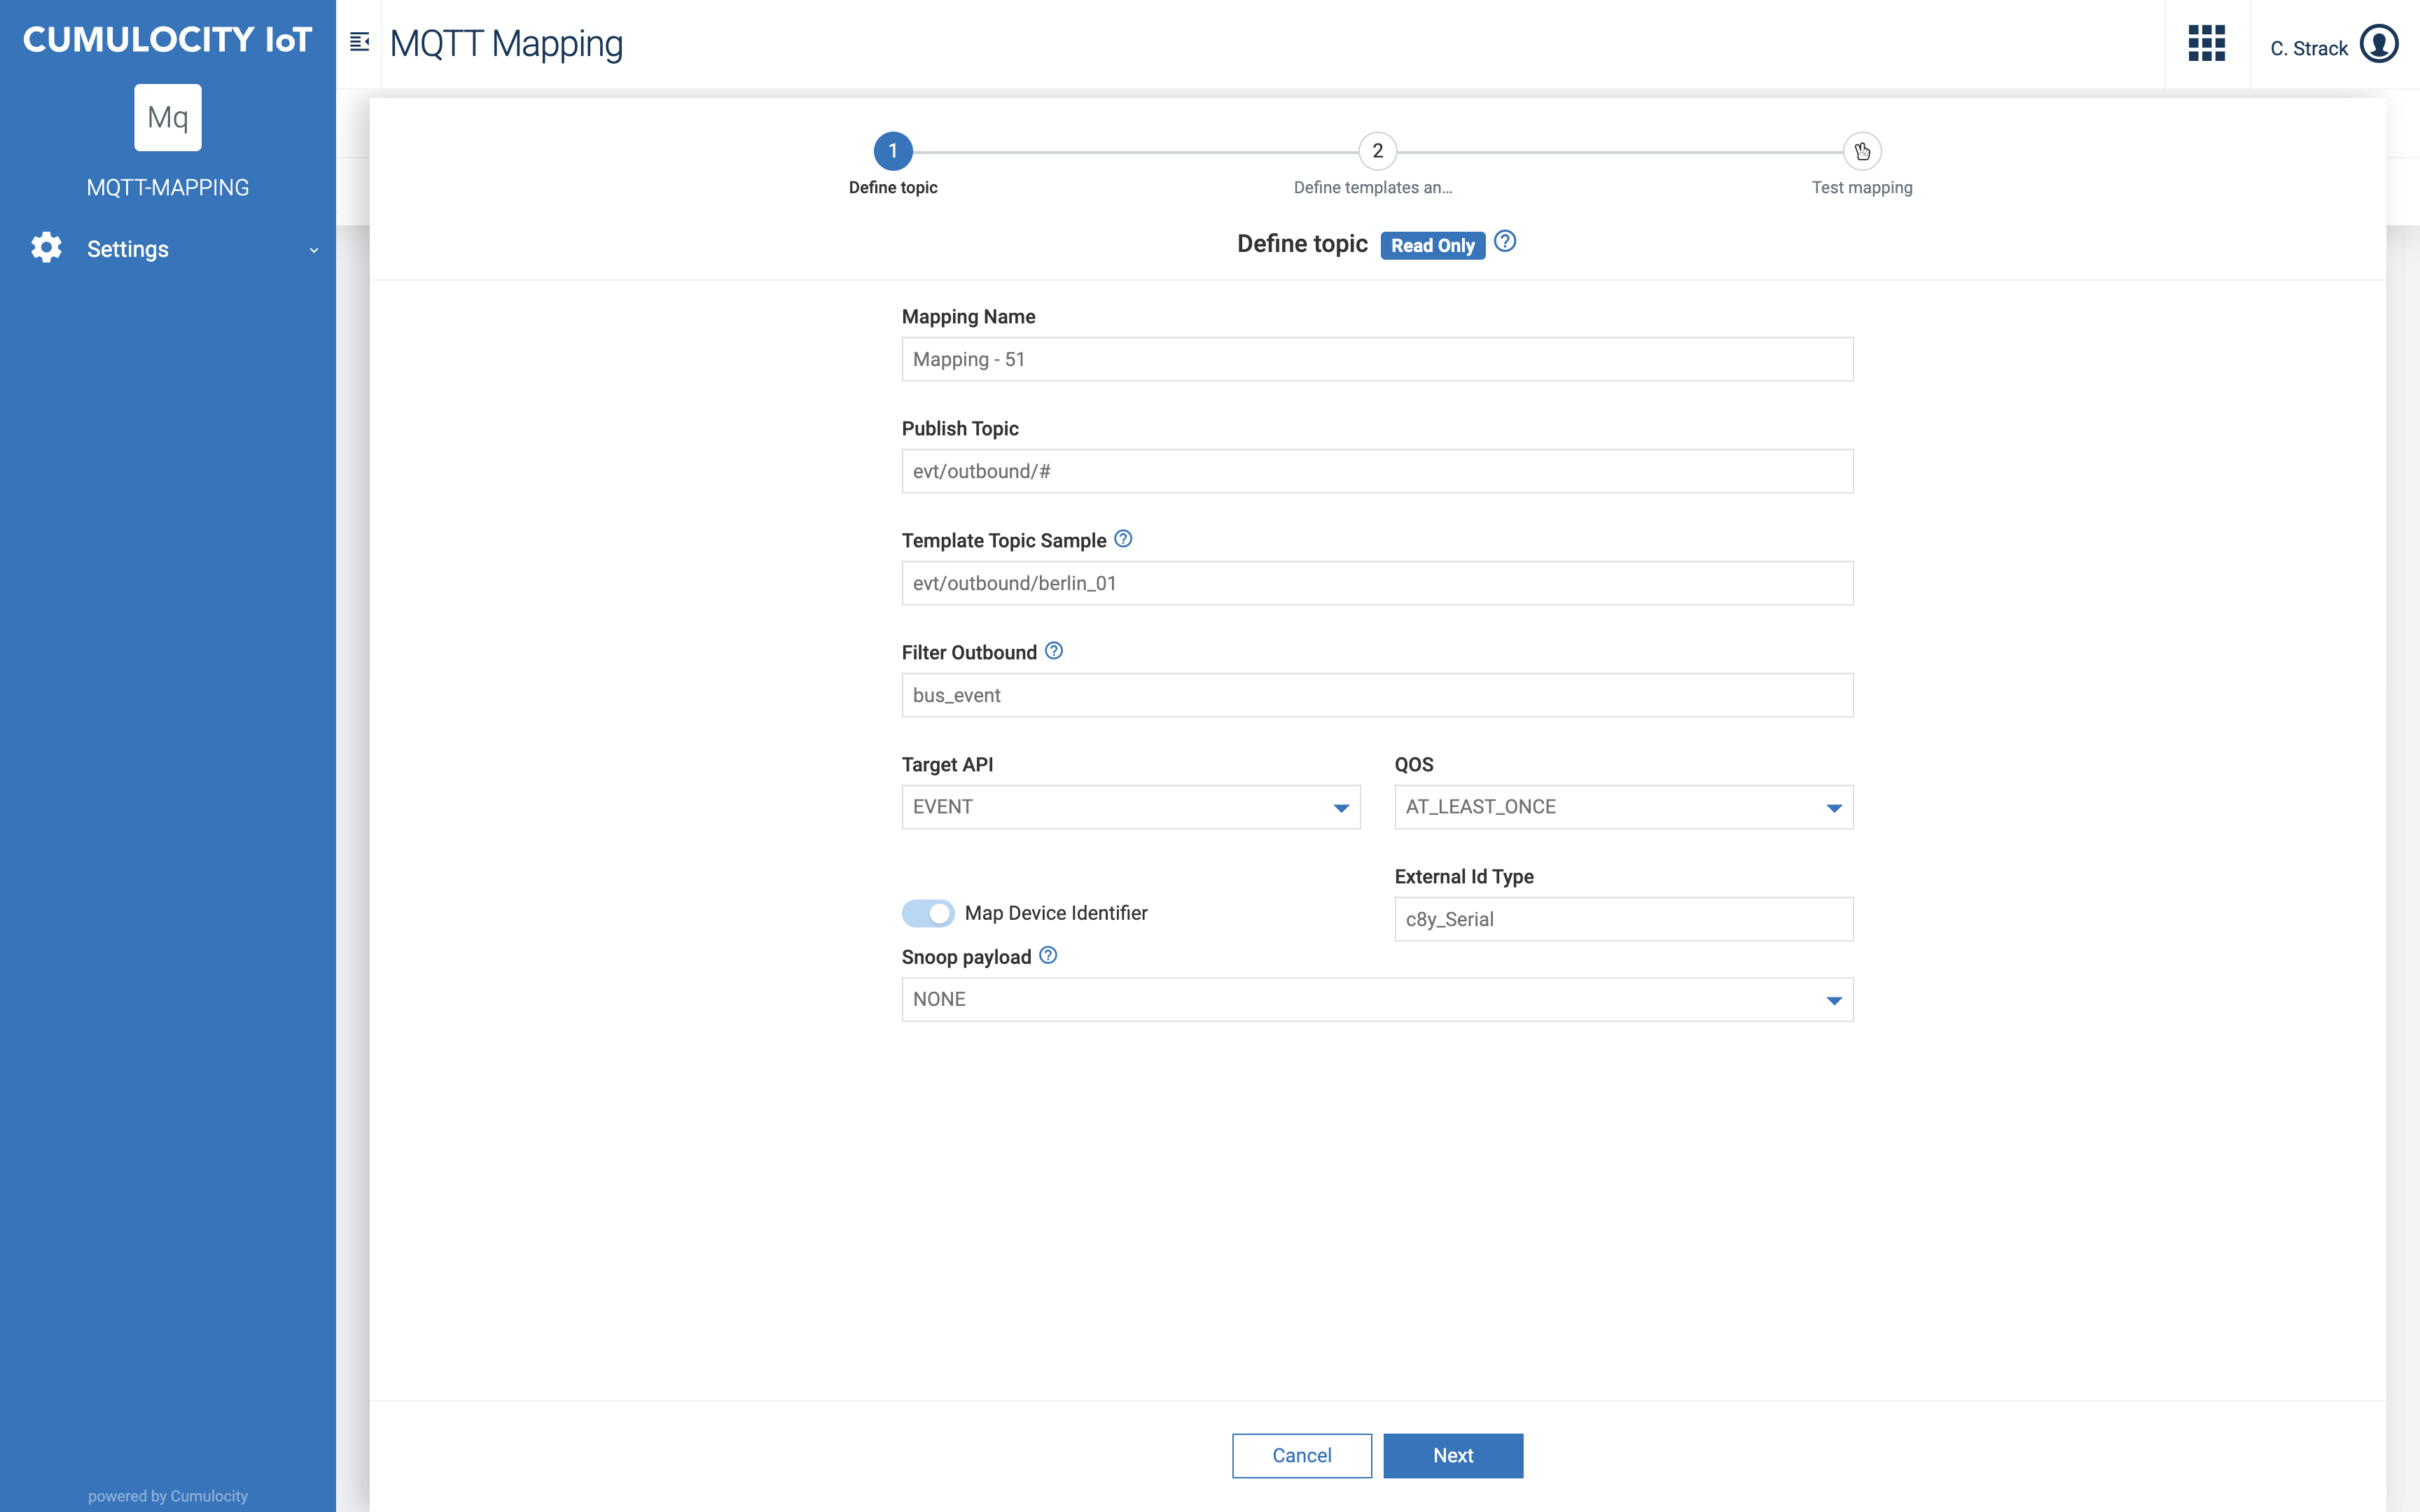 CUMULOCITY IoT
MQTT Mapping
C. Strack
Mq
MQTT-MAPPING
Settings
1
2
Define topic
Define templates an...
Test mapping
Define topic Read Only
Mapping Name
Mapping - 51
Publish Topic
evt/outbound/#
Template Topic Sample
evt/outbound/berlin_01
Filter Outbound
bus_event
Target API
QOS
EVENT
AT_LEAST_ONCE
External Id Type
Map Device Identifier
c8y_Serial
Snoop payload
NONE
Cancel
Next
powered by Cumulocity